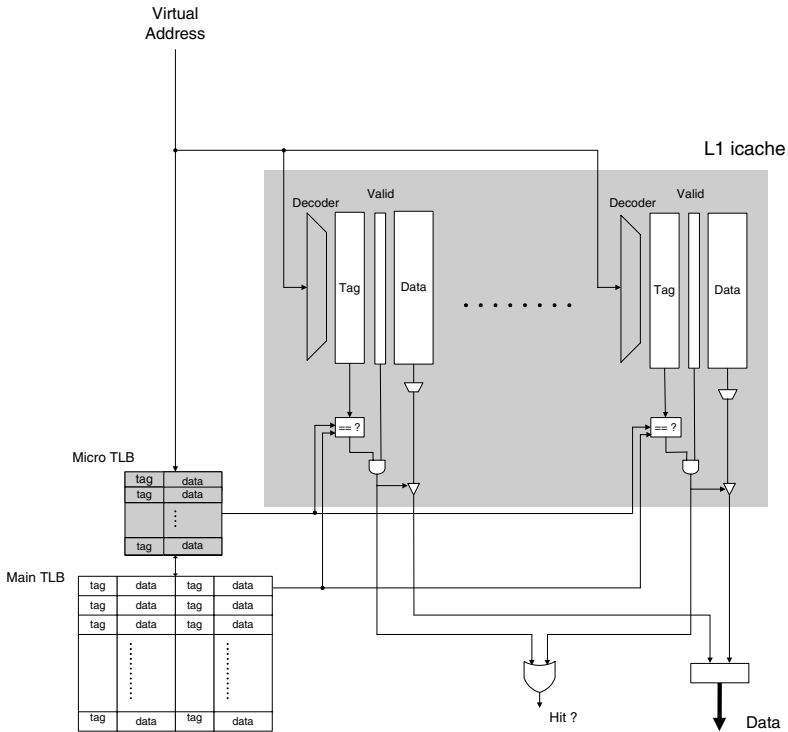 Virtual
Address
L1 icache
Decoder
Valid
Decoder
Valid
Tag
Data
Tag
Data
== ?
== ?
Micro TLB
tag data
tag data
tag data
Main TLB
tag data tag data
tag data tag data
tag data tag data
tag data tag data
Hit ?
Data